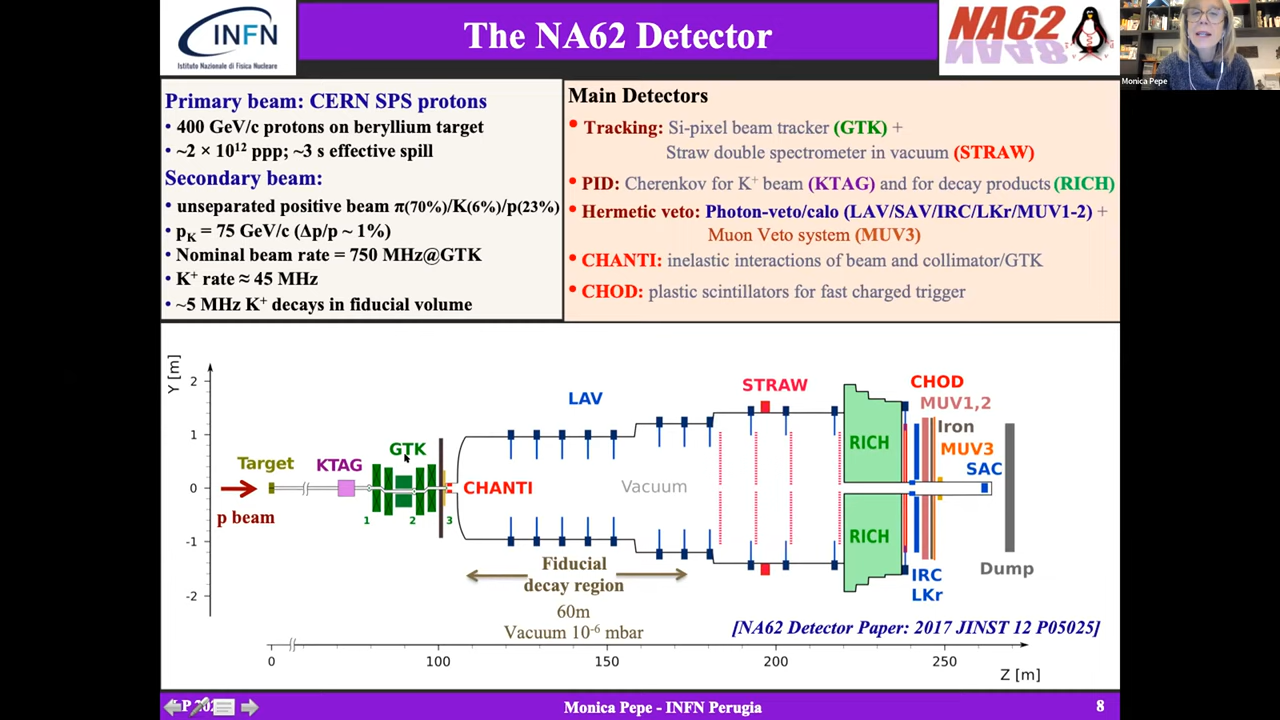 INFN
Istituto Nazionale di Fisica Nucleare
The NA62 Detector
NA62
NA48
Monica Pepe
Primary beam: CERN SPS protons
• 400 GeV/c protons on beryllium target
• ~2 × 10¹² ppp; ~3 s effective spill
Secondary beam:
• unseparated positive beam π(70%)/K(6%)/p(23%)
• pK = 75 GeV/c (Δp/p ~ 1%)
• Nominal beam rate = 750 MHz@GTK
• K⁺ rate ≈ 45 MHz
• ~5 MHz K⁺ decays in fiducial volume
Main Detectors
• Tracking: Si-pixel beam tracker (GTK) +
Straw double spectrometer in vacuum (STRAW)
• PID: Cherenkov for K⁺ beam (KTAG) and for decay products (RICH)
• Hermetic veto: Photon-veto/calo (LAV/SAV/IRC/LKr/MUV1-2) +
Muon Veto system (MUV3)
• CHANTI: inelastic interactions of beam and collimator/GTK
• CHOD: plastic scintillators for fast charged trigger
Y [m]
2
1
0
-1
-2
Target
p beam
KTAG
GTK
1
2
3
CHANTI
LAV
Vacuum
STRAW
RICH
RICH
CHOD
MUV1,2
Iron
MUV3
SAC
IRC
LKr
Dump
Fiducial
decay region
60m
Vacuum 10⁻⁶ mbar
[NA62 Detector Paper: 2017 JINST 12 P05025]
0
100
150
200
250
Z [m]
Monica Pepe - INFN Perugia
8